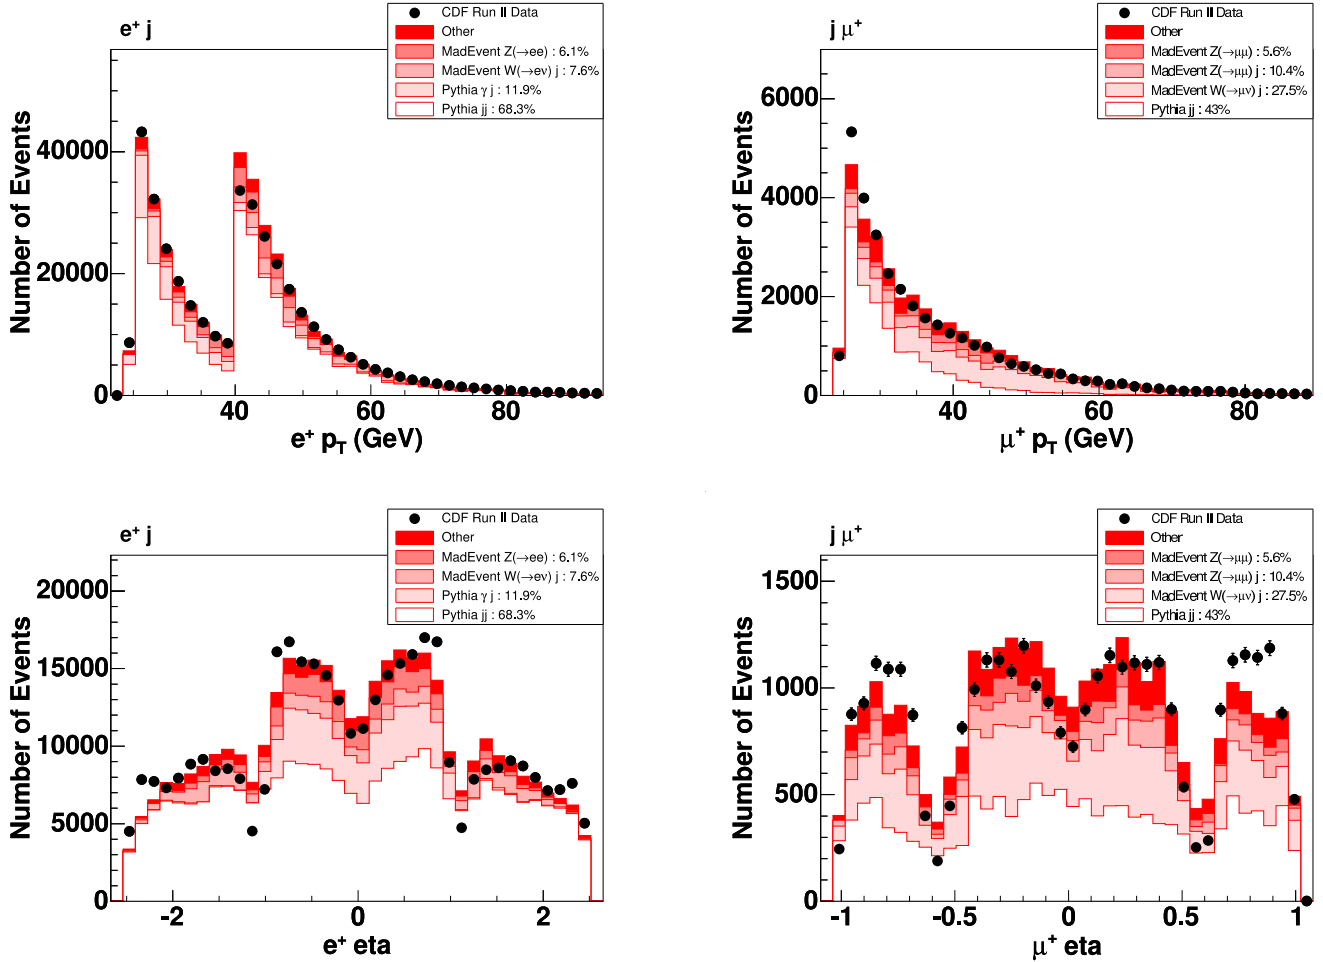 e⁺ j
CDF Run II Data
Other
MadEvent Z(→ee) : 6.1%
MadEvent W(→eν) j : 7.6%
Pythia γ j : 11.9%
Pythia jj : 68.3%
Number of Events
40000
20000
0
40
60
80
e⁺ p_T (GeV)
j μ⁺
CDF Run II Data
Other
MadEvent Z(→μμ) : 5.6%
MadEvent Z(→μμ) j : 10.4%
MadEvent W(→μν) j : 27.5%
Pythia jj : 43%
Number of Events
6000
4000
2000
0
40
60
80
μ⁺ p_T (GeV)
e⁺ j
CDF Run II Data
Other
MadEvent Z(→ee) : 6.1%
MadEvent W(→eν) j : 7.6%
Pythia γ j : 11.9%
Pythia jj : 68.3%
Number of Events
20000
15000
10000
5000
0
-2
0
2
e⁺ eta
j μ⁺
CDF Run II Data
Other
MadEvent Z(→μμ) : 5.6%
MadEvent Z(→μμ) j : 10.4%
MadEvent W(→μν) j : 27.5%
Pythia jj : 43%
Number of Events
1500
1000
500
0
-1
-0.5
0
0.5
1
μ⁺ eta